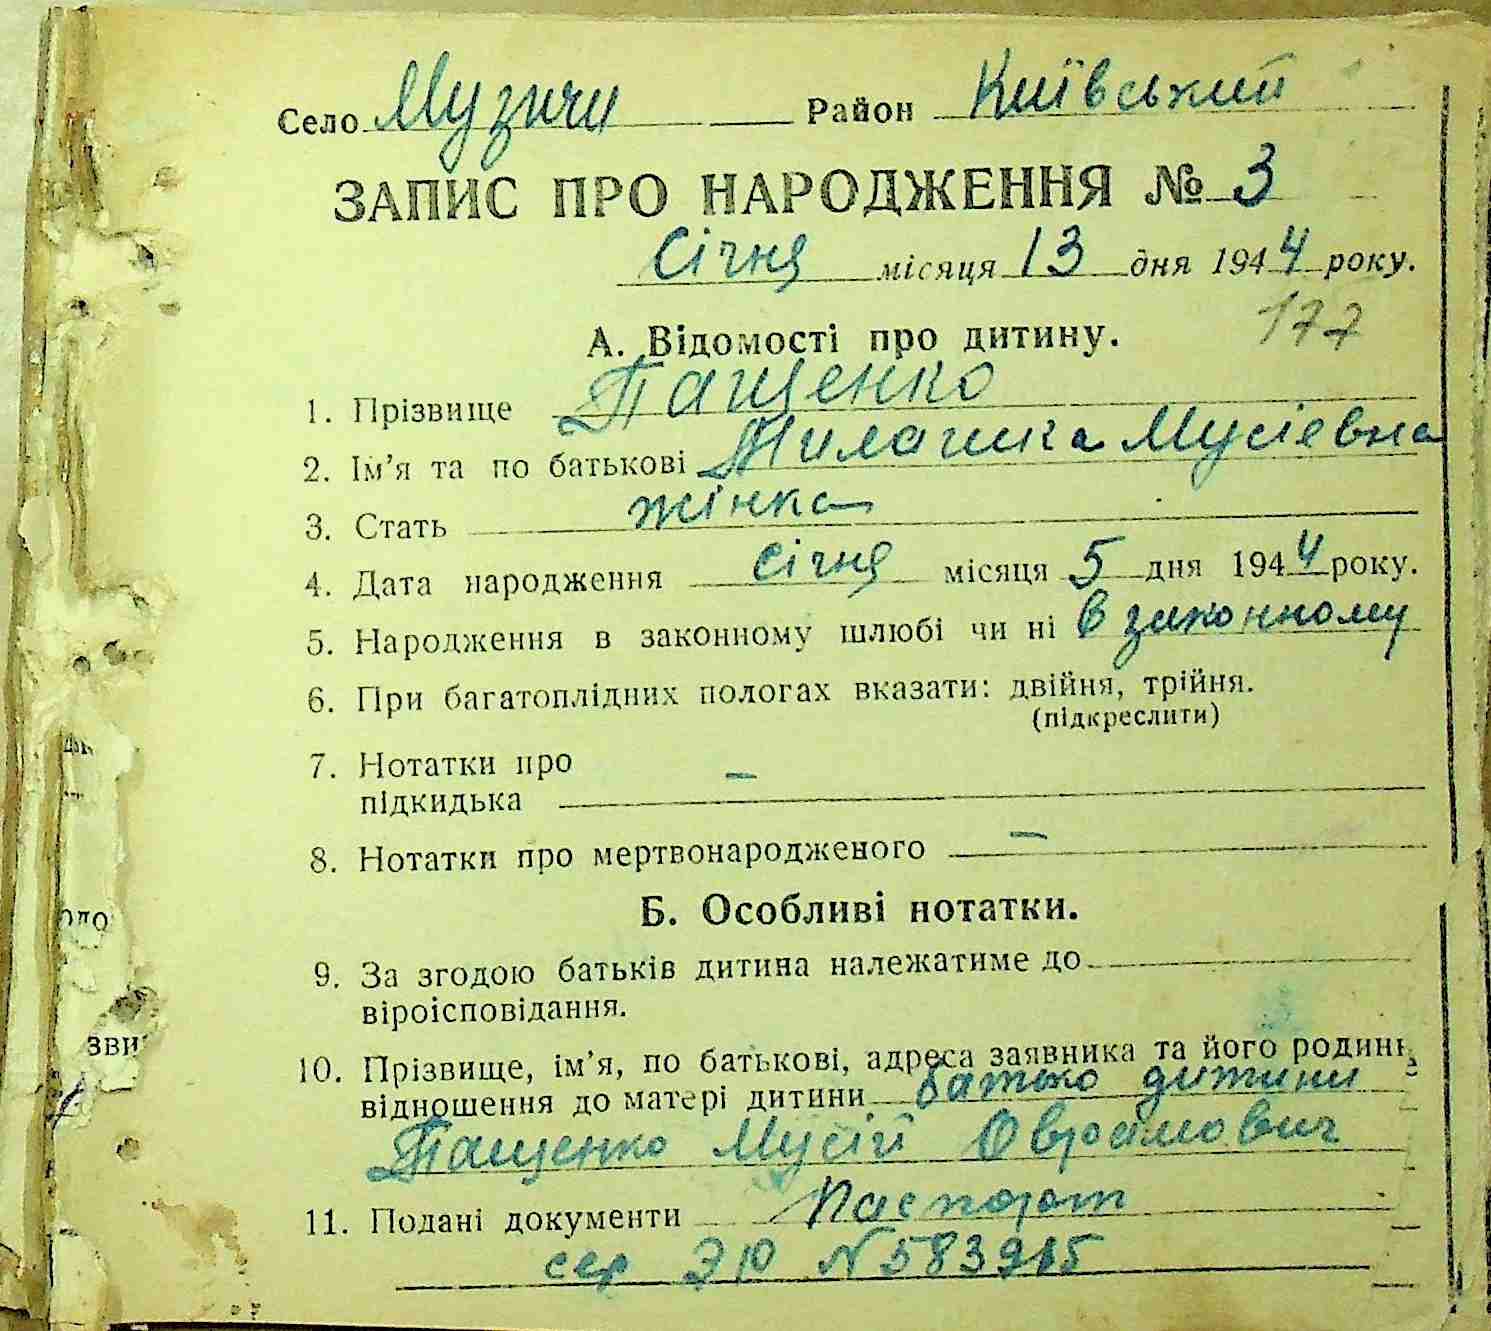 Село Музичи Район Київський
ЗАПИС ПРО НАРОДЖЕННЯ № 3
Січня місяця 13 дня 1944 року.
177
А. Відомості про дитину.
1. Прізвище Пащенко
2. Ім'я та по батькові Мусіевна
3. Стать жінка
4. Дата народження січня місяця 5 дня 1944 року.
5. Народження в законному шлюбі чи ні в законному
6. При багатоплідних пологах вказати: двійня, трійня.
(підкреслити)
7. Нотатки про
підкидька —
8. Нотатки про мертвонародженого —
Б. Особливі нотатки.
9. За згодою батьків дитина належатиме до
віроісповідання.
10. Прізвище, ім'я, по батькові, адреса заявника та його родинне
відношення до матері дитини батько дитини
Пащенко Мусій Оврамович
11. Подані документи Паспорт
сер ЭЮ №